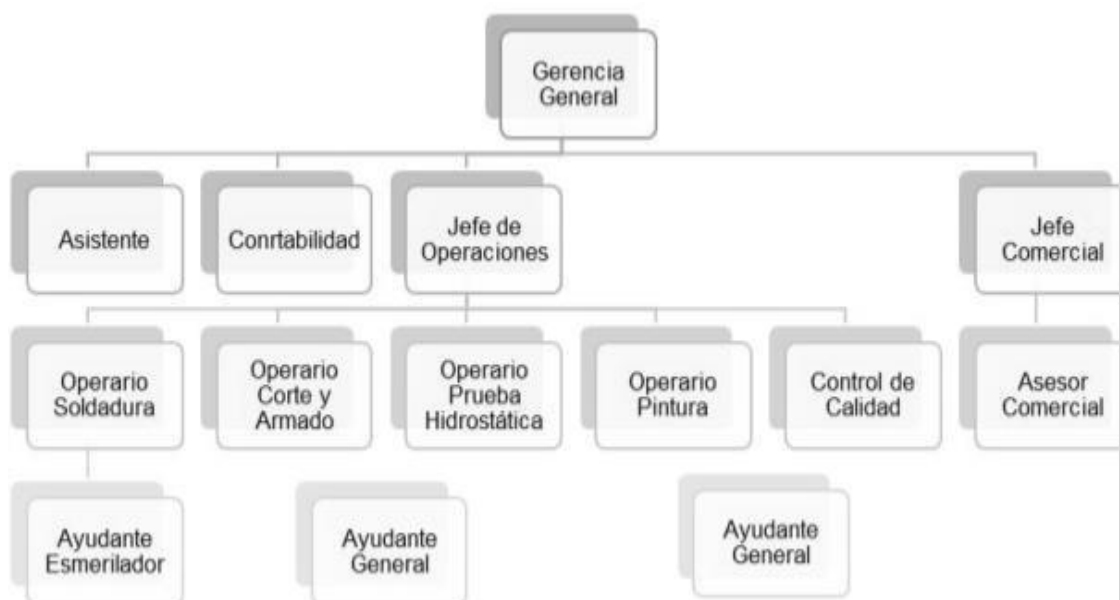 Gerencia
General
Asistente
Conrtabilidad
Jefe de
Operaciones
Jefe
Comercial
Operario
Soldadura
Operario
Corte y
Armado
Operario
Prueba
Hidrostática
Operario
Pintura
Control de
Calidad
Asesor
Comercial
Ayudante
Esmerilador
Ayudante
General
Ayudante
General